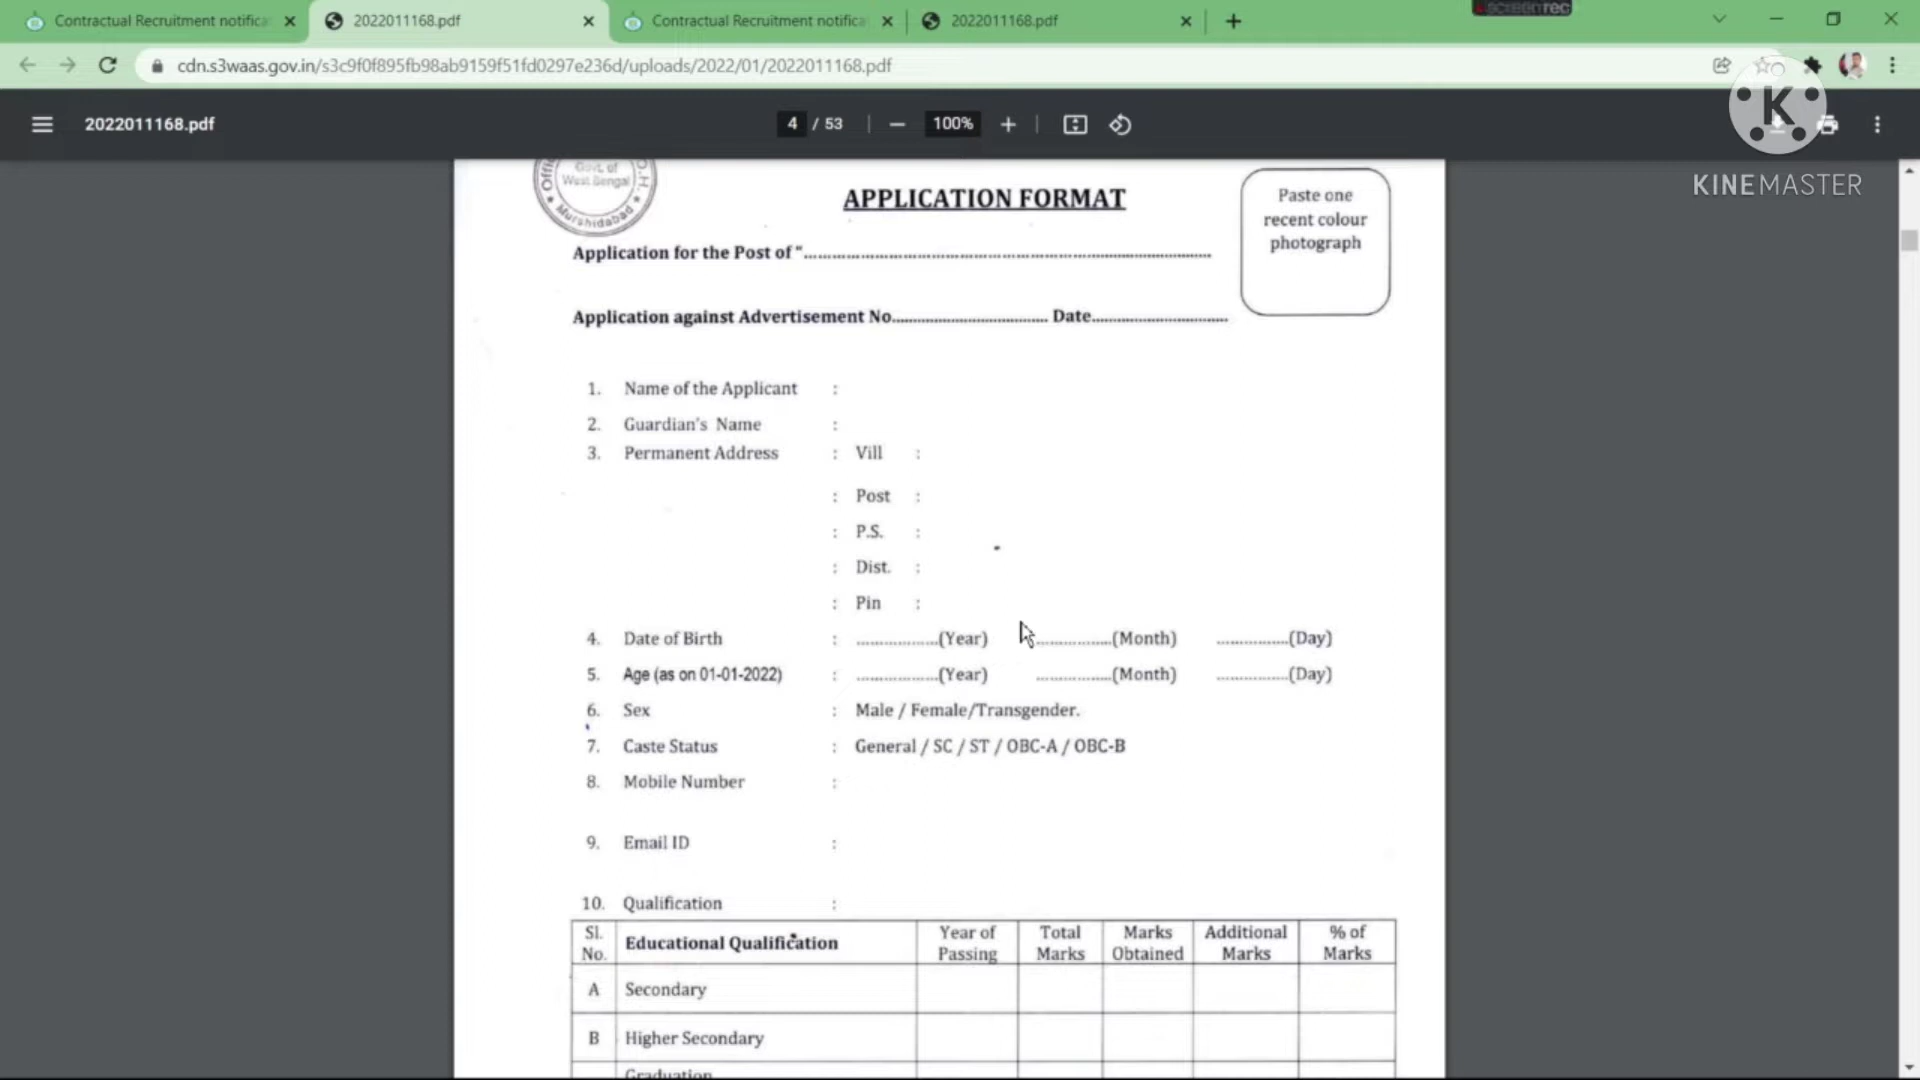 Contractual Recruitment notifica
2022011168.pdf
Contractual Recruitment notifica
2022011168.pdf
cdn.s3waas.gov.in/s3c9f0f895fb98ab9159f51fd0297e236d/uploads/2022/01/2022011168.pdf
2022011168.pdf
4 / 53
100%
K
KINEMASTER
Govt. of
West Bengal
Murshidabad
APPLICATION FORMAT
Paste one
recent colour
photograph
Application for the Post of "..........................................................................
Application against Advertisement No............................ Date........................
1. Name of the Applicant :
2. Guardian's Name :
3. Permanent Address : Vill :
: Post :
: P.S. :
: Dist. :
: Pin :
4. Date of Birth : .................(Year) ................(Month) ...............(Day)
5. Age (as on 01-01-2022) : .................(Year) ................(Month) ...............(Day)
6. Sex : Male / Female/Transgender.
7. Caste Status : General / SC / ST / OBC-A / OBC-B
8. Mobile Number :
9. Email ID :
10. Qualification :
Sl. No. Educational Qualification Year of Passing Total Marks Marks Obtained Additional Marks % of Marks
A Secondary
B Higher Secondary
Graduation